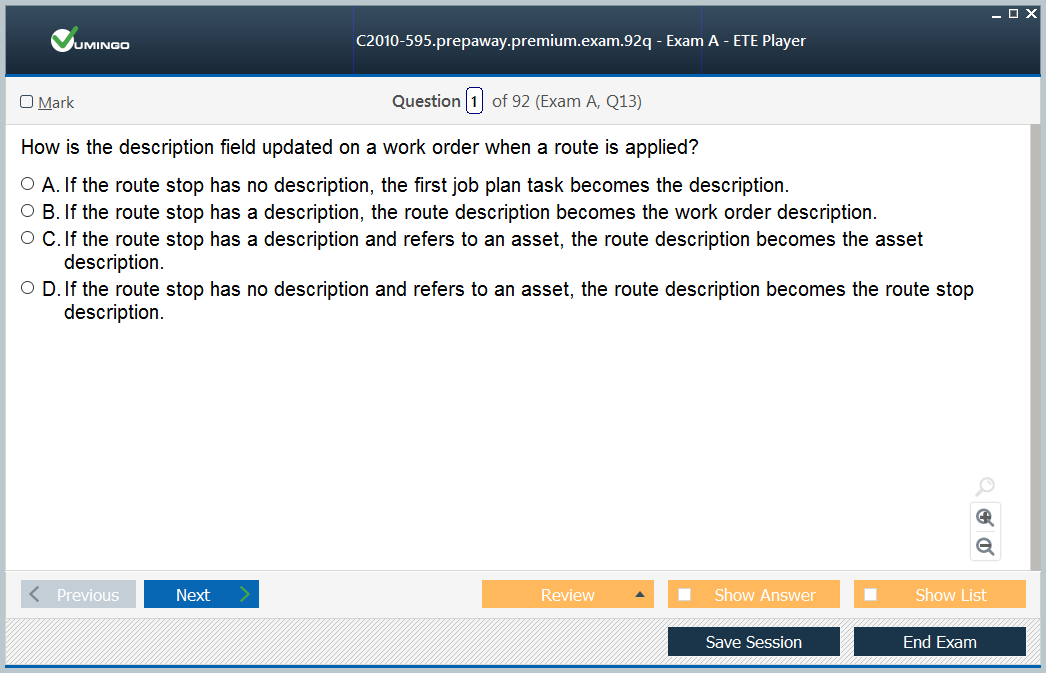 VUMINGO
C2010-595.prepaway.premium.exam.92q - Exam A - ETE Player
Mark
Question 1 of 92 (Exam A, Q13)
How is the description field updated on a work order when a route is applied?
A. If the route stop has no description, the first job plan task becomes the description.
B. If the route stop has a description, the route description becomes the work order description.
C. If the route stop has a description and refers to an asset, the route description becomes the asset
description.
D. If the route stop has no description and refers to an asset, the route description becomes the route stop
description.
Previous Next Review Show Answer Show List
Save Session End Exam